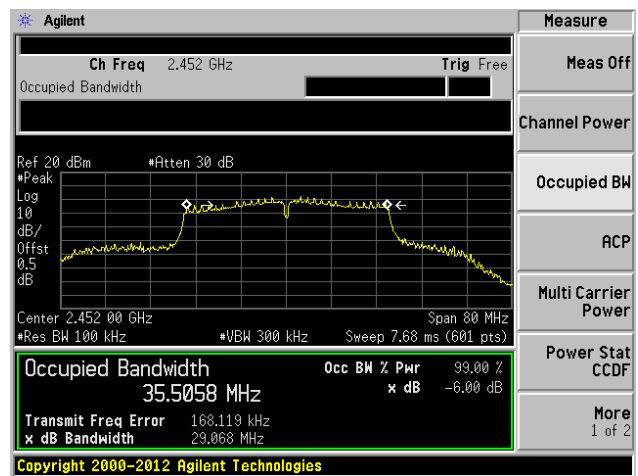 Agilent
Measure
Ch Freq 2.452 GHz Trig Free
Meas Off
Occupied Bandwidth
Channel Power
Ref 20 dBm #Atten 30 dB
#Peak
Log
10
dB/
Offst
0.5
dB
Occupied BW
ACP
Multi Carrier
Power
Center 2.452 00 GHz Span 80 MHz
#Res BW 100 kHz #VBW 300 kHz Sweep 7.68 ms (601 pts)
Power Stat
CCDF
Occupied Bandwidth Occ BW % Pwr 99.00 %
35.5058 MHz x dB -6.00 dB
Transmit Freq Error 168.119 kHz
x dB Bandwidth 29.068 MHz
More
1 of 2
Copyright 2000-2012 Agilent Technologies